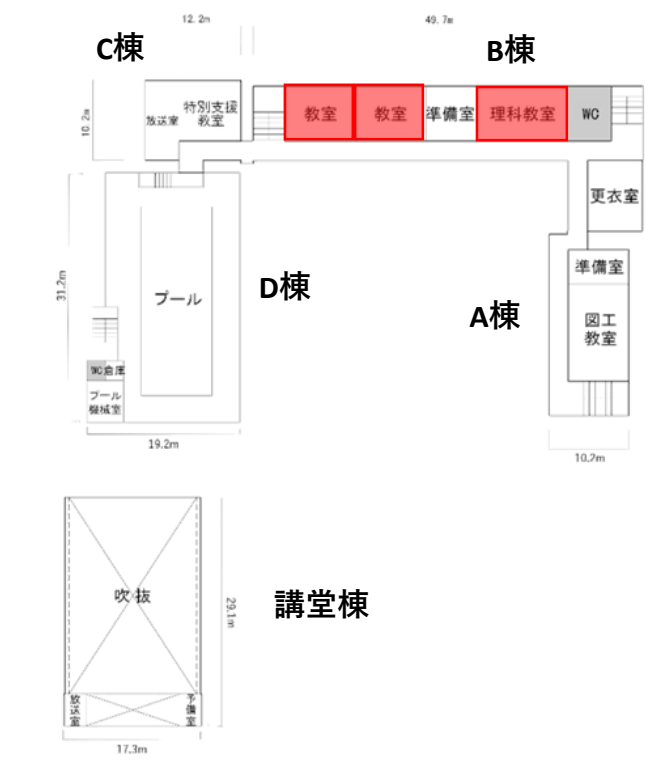 12.2m
49.7m
C棟
B棟
10.2m
放送室
特別支援
教室
教室
教室
準備室
理科教室
WC
更衣室
31.2m
プール
D棟
A棟
準備室
図工
教室
WC
倉庫
プール
機械室
19.2m
10.2m
吹抜
講堂棟
29.1m
放送室
予備室
17.3m